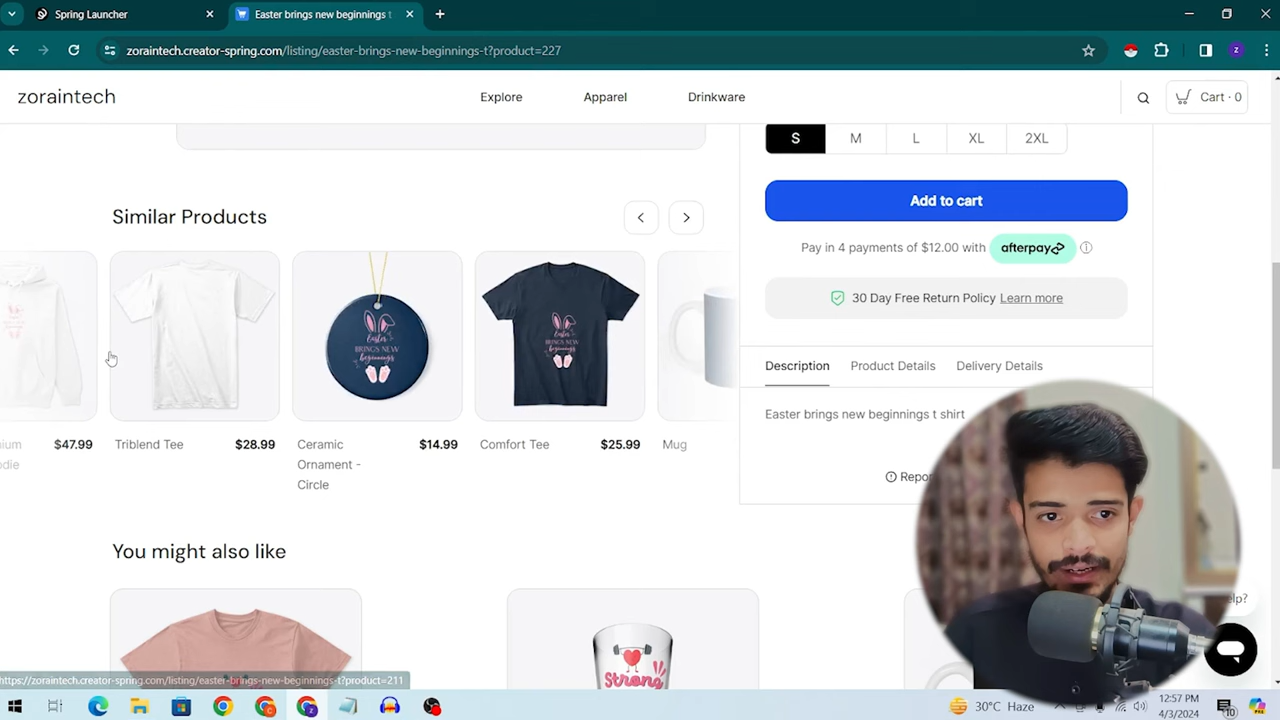 Spring Launcher
Easter brings new beginnings t
zoraintech.creator-spring.com/listing/easter-brings-new-beginnings-t?product=227
zoraintech
Explore
Apparel
Drinkware
Cart · 0
S
M
L
XL
2XL
Add to cart
Pay in 4 payments of $12.00 with afterpay
30 Day Free Return Policy Learn more
Similar Products
Easter
BRINGS NEW
beginnings
Easter
BRINGS NEW
beginnings
$47.99
Triblend Tee
$28.99
Ceramic
Ornament -
Circle
$14.99
Comfort Tee
$25.99
Mug
Description
Product Details
Delivery Details
Easter brings new beginnings t shirt
You might also like
Strong
https://zoraintech.creator-spring.com/listing/easter-brings-new-beginnings-t?product=211
30°C Haze
12:57 PM
4/3/2024
10